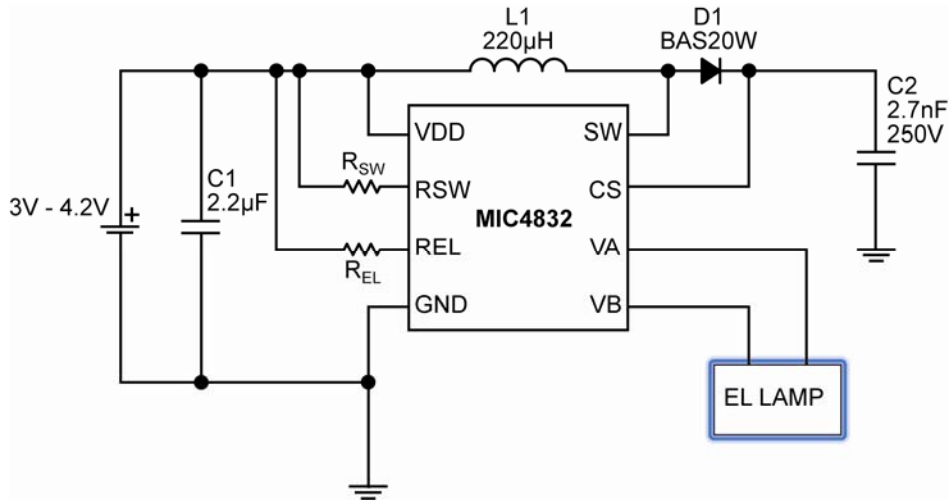 L1
220µH
D1
BAS20W
C2
2.7nF
250V
VDD
SW
RSW
RSW
CS
C1
2.2µF
3V - 4.2V
+
MIC4832
REL
VA
REL
GND
VB
EL LAMP